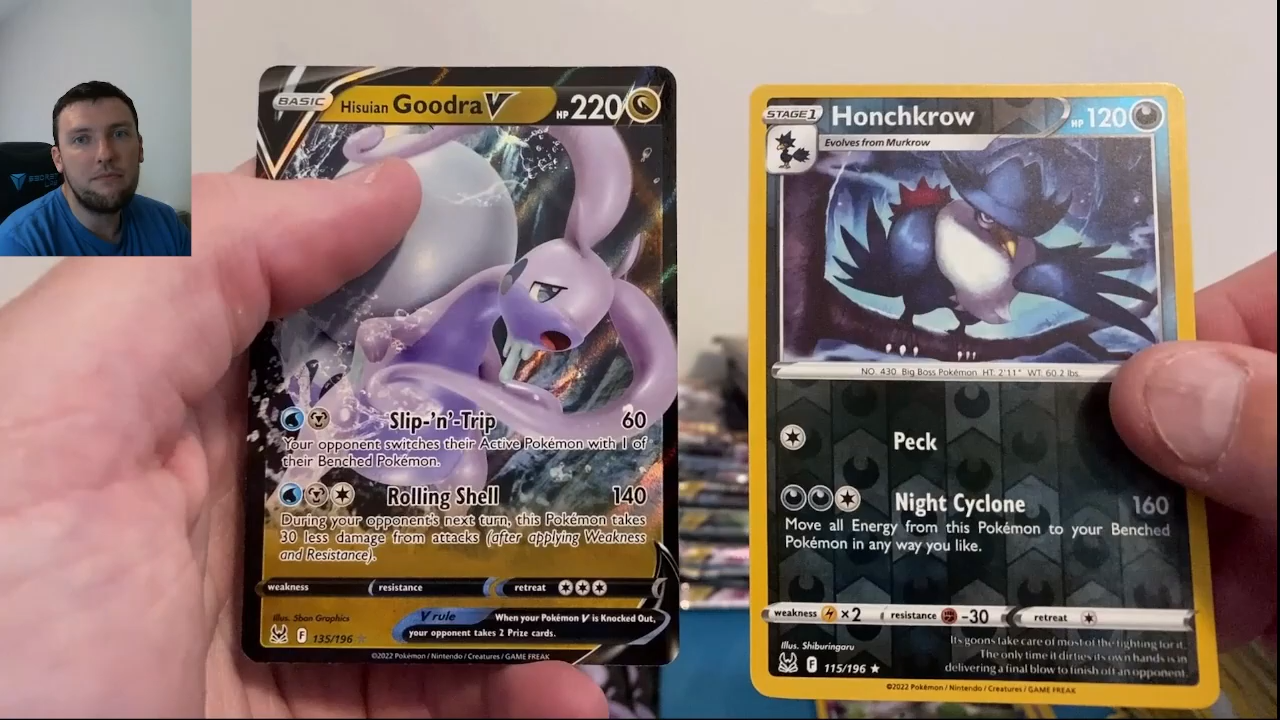 BASIC
Hisuian Goodra V
HP 220
Slip-'n'-Trip 60
Your opponent switches their Active Pokémon with 1 of
their Benched Pokémon.
Rolling Shell 140
During your opponent's next turn, this Pokémon takes
30 less damage from attacks (after applying Weakness
and Resistance).
weakness resistance retreat
Illus. 5ban Graphics
V rule When your Pokémon V is Knocked Out,
your opponent takes 2 Prize cards.
F 135/196
©2022 Pokémon / Nintendo / Creatures / GAME FREAK
STAGE 1 Honchkrow HP 120
Evolves from Murkrow
NO. 430 Big Boss Pokémon HT: 2'11" WT: 60.2 lbs.
Peck
Night Cyclone 160
Move all Energy from this Pokémon to your Benched
Pokémon in any way you like.
weakness ×2 resistance -30 retreat
Illus. Shiburingaru
F 115/196 ★
Its goons take care of most of the fighting for it.
The only time it dirties its own hands is in
delivering a final blow to finish off an opponent.
©2022 Pokémon / Nintendo / Creatures / GAME FREAK